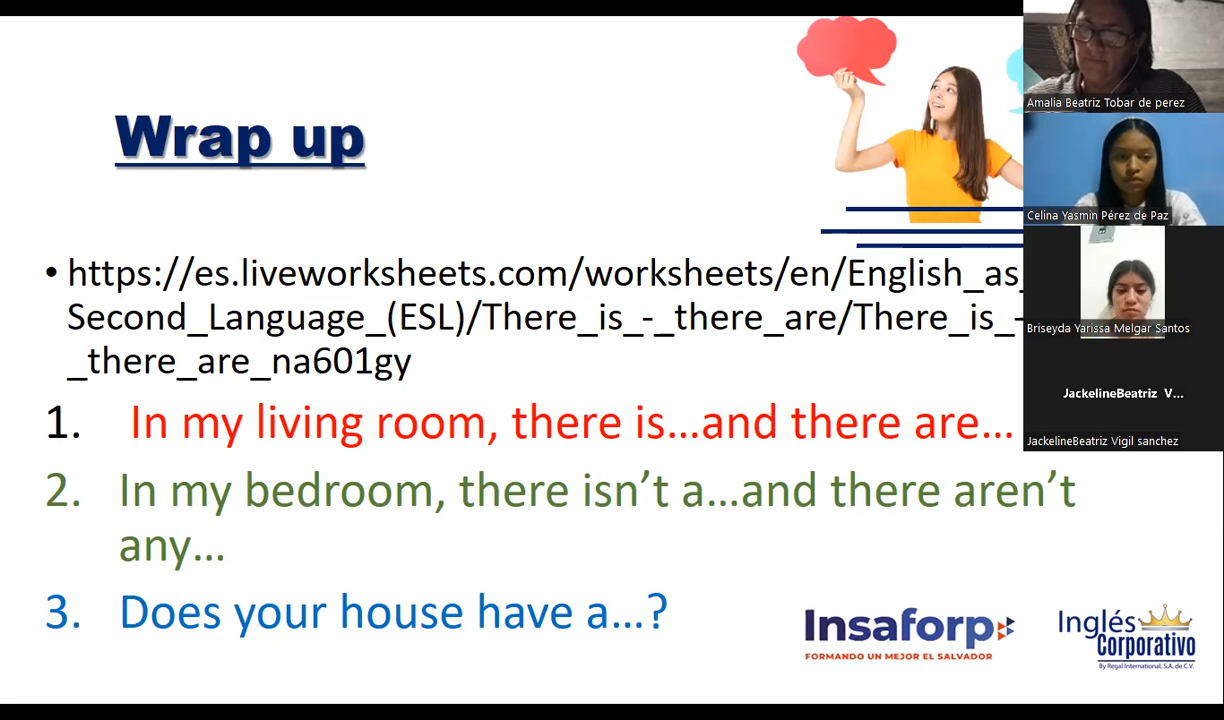 Wrap up
• https://es.liveworksheets.com/worksheets/en/English_as_
Second_Language_(ESL)/There_is_-_there_are/There_is_-
_there_are_na601gy
1. In my living room, there is...and there are...
2. In my bedroom, there isn't a...and there aren't
any...
3. Does your house have a...?
Insaforp
FORMANDO UN MEJOR EL SALVADOR
Inglés
Corporativo
By Regal International, S.A. de C.V.
Amalia Beatriz Tobar de perez
Celina Yasmin Pérez de Paz
Briseyda Yarissa Melgar Santos
JackelineBeatriz V...
JackelineBeatriz Vigil sanchez